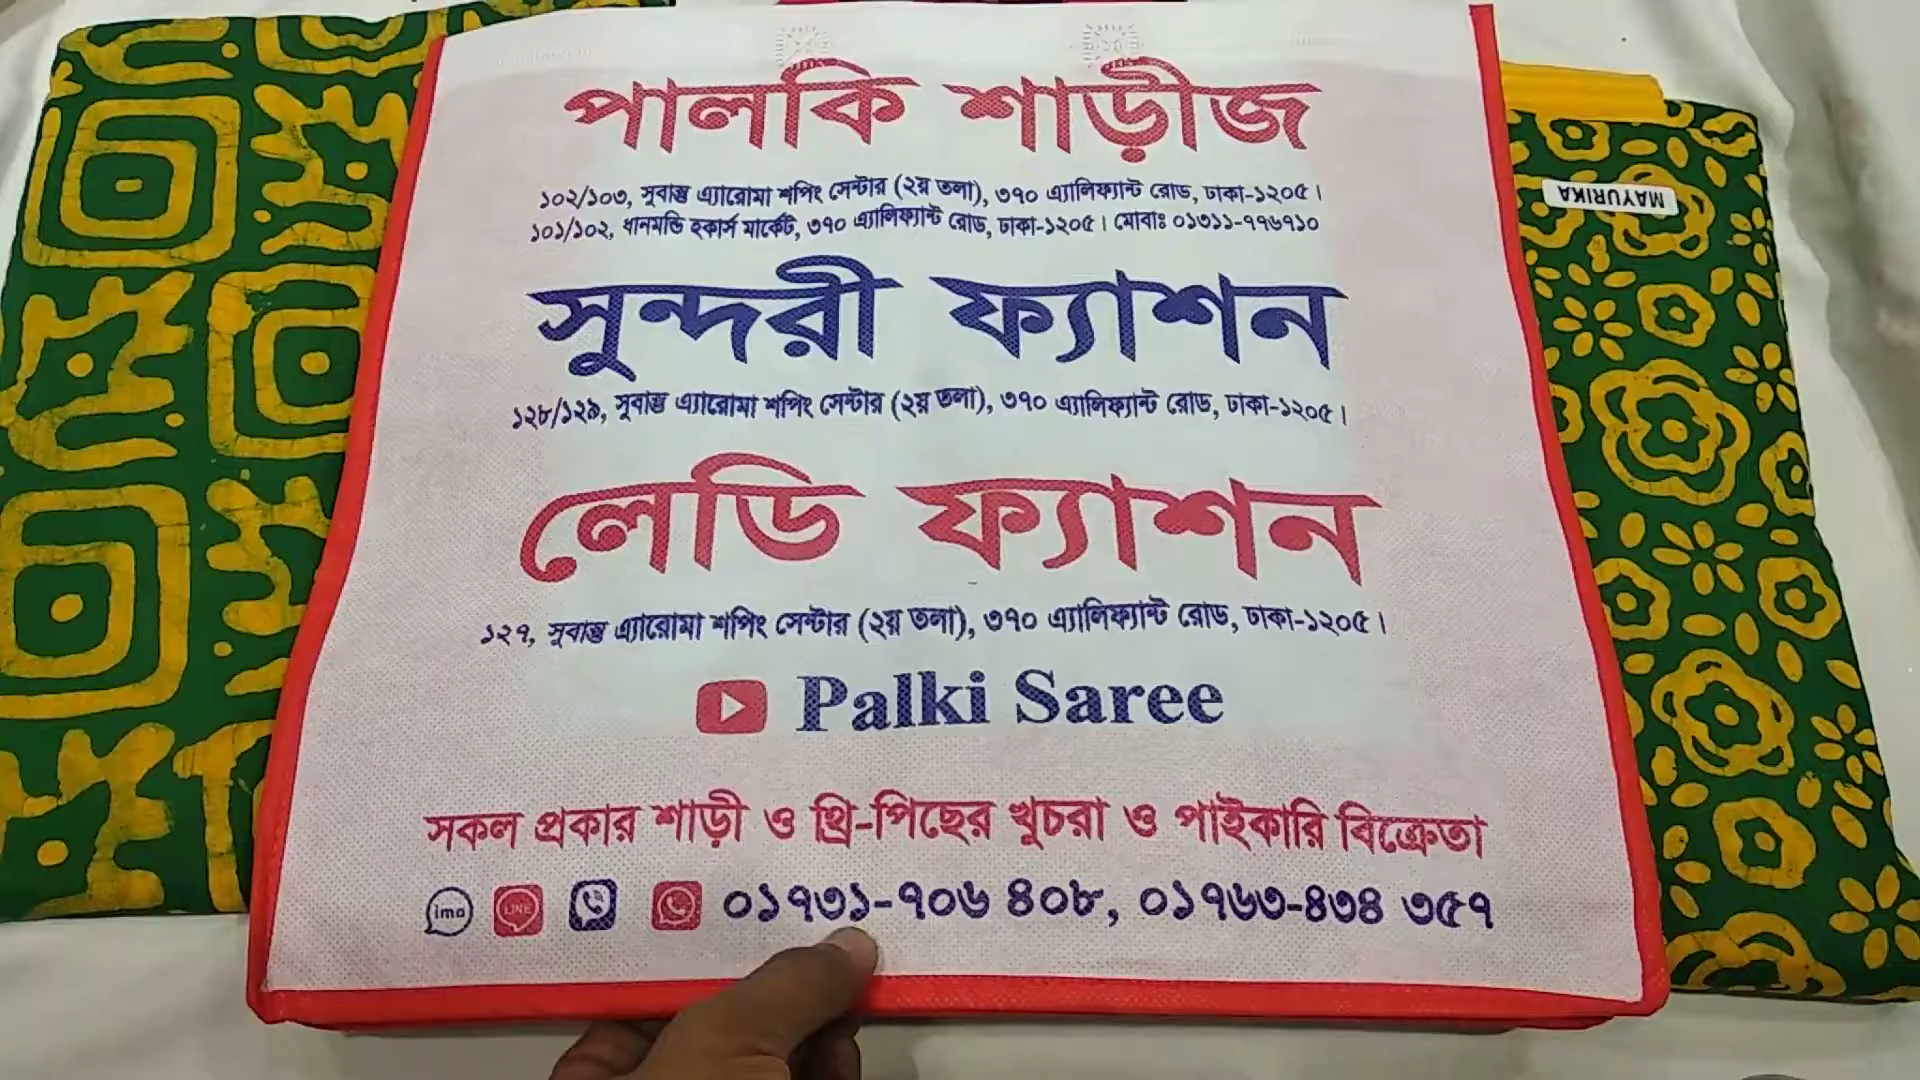 পালকি শাড়ীজ
১০২/১০৩, সুবাস্তু এ্যারোমা শপিং সেন্টার (২য় তলা), ৩৭০ এ্যালিফ্যান্ট রোড, ঢাকা-১২০৫।
১০১/১০২, ধানমন্ডি হকার্স মার্কেট, ৩৭০ এ্যালিফ্যান্ট রোড, ঢাকা-১২০৫। মোবাঃ ০১৩১১-৭৭৬৭১০
সুন্দরী ফ্যাশন
১২৮/১২৯, সুবাস্তু এ্যারোমা শপিং সেন্টার (২য় তলা), ৩৭০ এ্যালিফ্যান্ট রোড, ঢাকা-১২০৫।
লেডি ফ্যাশন
১২৭, সুবাস্তু এ্যারোমা শপিং সেন্টার (২য় তলা), ৩৭০ এ্যালিফ্যান্ট রোড, ঢাকা-১২০৫।
Palki Saree
সকল প্রকার শাড়ী ও থ্রি-পিছের খুচরা ও পাইকারি বিক্রেতা
imo LINE ০১৭৩১-৭০৬ ৪০৮, ০১৭৬৩-৪৩৪ ৩৫৭
MAYURIKA